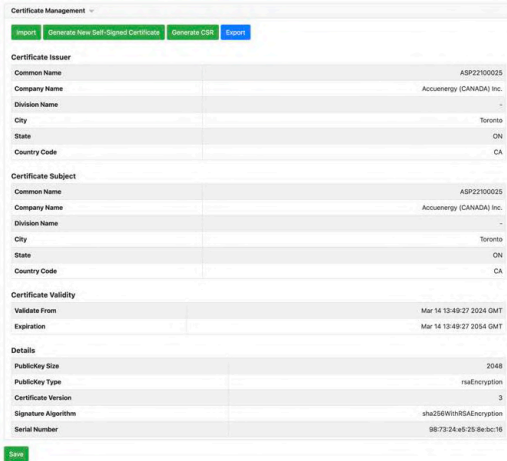 Certificate Management
Import Generate New Self-Signed Certificate Generate CSR Export
Certificate Issuer
Common Name ASP22100025
Company Name Accuenergy (CANADA) Inc.
Division Name -
City Toronto
State ON
Country Code CA
Certificate Subject
Common Name ASP22100025
Company Name Accuenergy (CANADA) Inc.
Division Name -
City Toronto
State ON
Country Code CA
Certificate Validity
Validate From Mar 14 13:49:27 2024 GMT
Expiration Mar 14 13:49:27 2054 GMT
Details
PublicKey Size 2048
PublicKey Type rsaEncryption
Certificate Version 3
Signature Algorithm sha256WithRSAEncryption
Serial Number 98:73:24:e5:25:8e:bc:16
Save